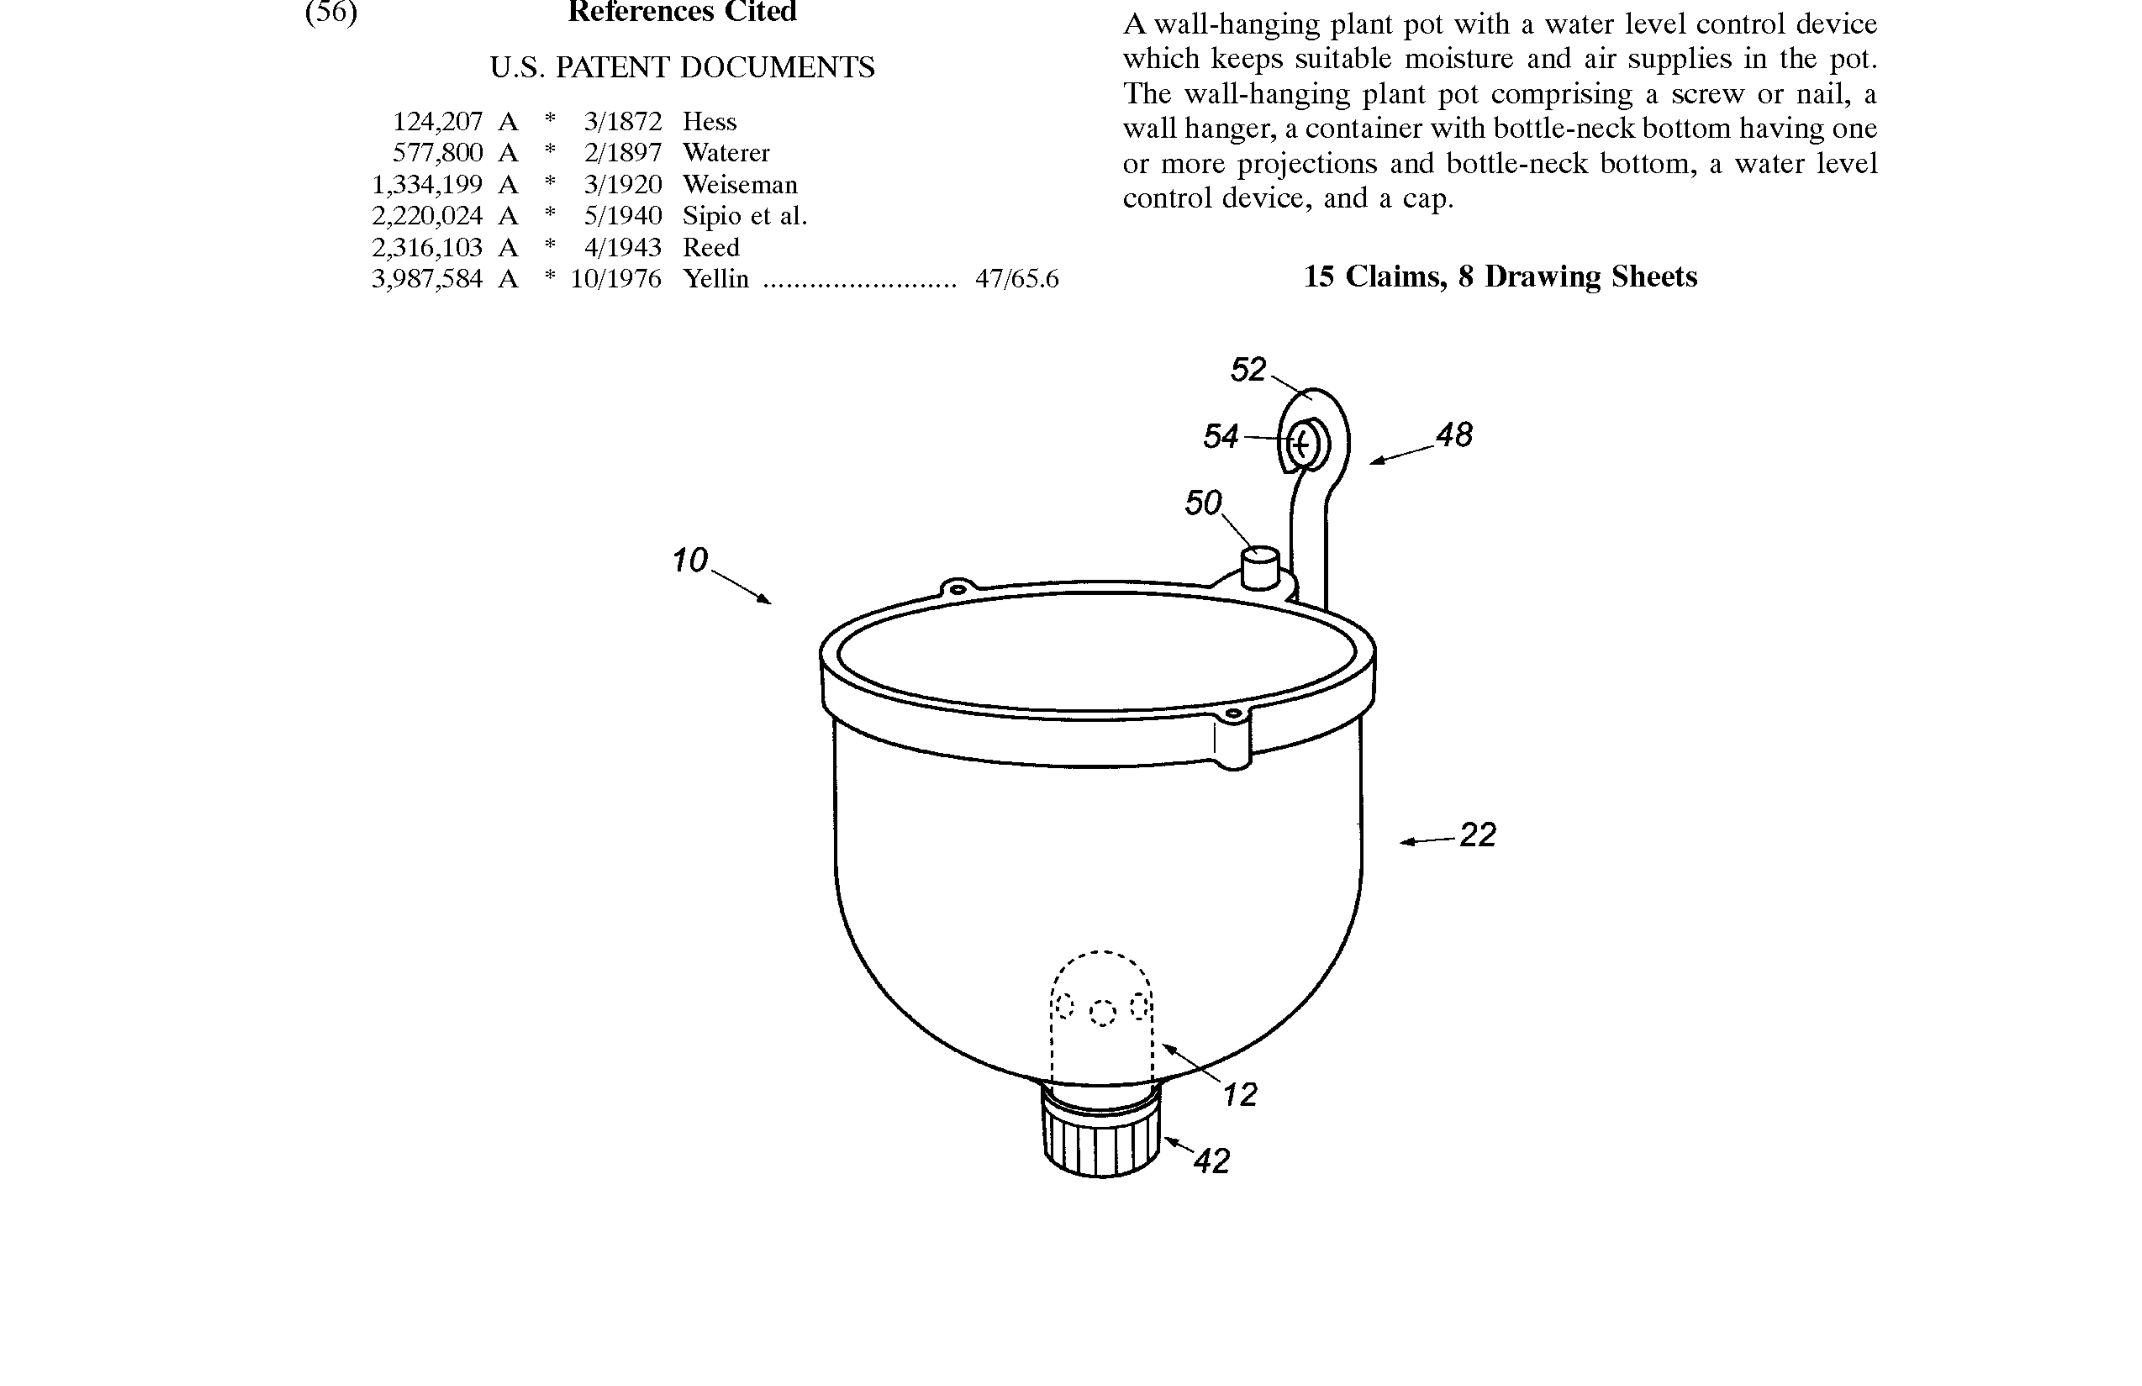 (56) References Cited
U.S. PATENT DOCUMENTS
124,207 A * 3/1872 Hess
577,800 A * 2/1897 Waterer
1,334,199 A * 3/1920 Weiseman
2,220,024 A * 5/1940 Sipio et al.
2,316,103 A * 4/1943 Reed
3,987,584 A * 10/1976 Yellin ......................... 47/65.6
A wall-hanging plant pot with a water level control device
which keeps suitable moisture and air supplies in the pot.
The wall-hanging plant pot comprising a screw or nail, a
wall hanger, a container with bottle-neck bottom having one
or more projections and bottle-neck bottom, a water level
control device, and a cap.
15 Claims, 8 Drawing Sheets
52
54
48
50
10
22
12
42